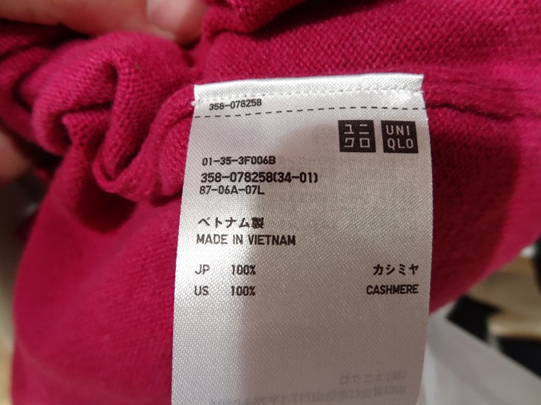 358-078258
ユニ
クロ
UNI
QLO
01-35-3F006B
358-078258(34-01)
87-06A-07L
ベトナム製
MADE IN VIETNAM
JP 100% カシミヤ
US 100% CASHMERE